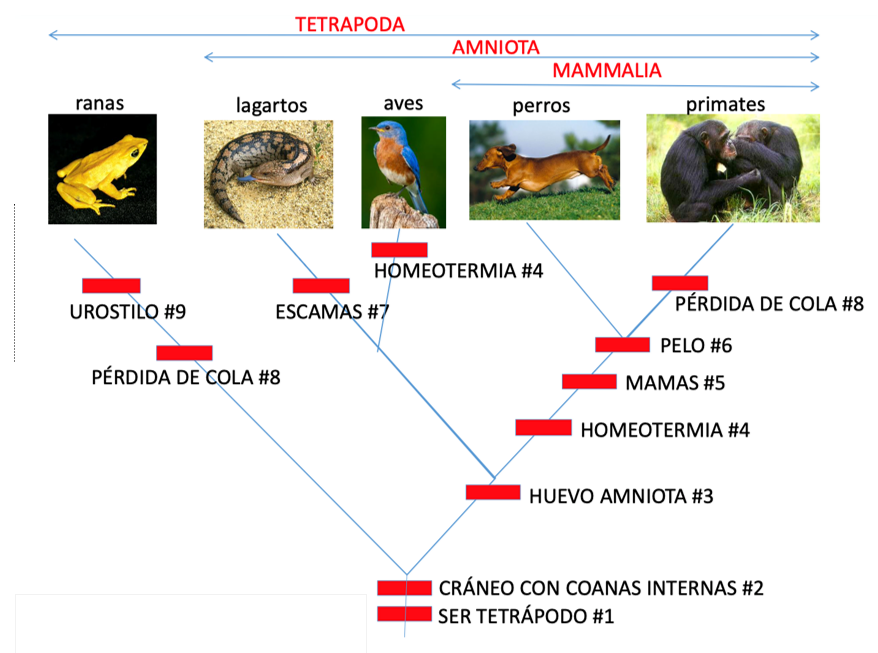 TETRAPODA
AMNIOTA
MAMMALIA
ranas
lagartos
aves
perros
primates
HOMEOTERMIA #4
UROSTILO #9
ESCAMAS #7
PÉRDIDA DE COLA #8
PÉRDIDA DE COLA #8
PELO #6
MAMAS #5
HOMEOTERMIA #4
HUEVO AMNIOTA #3
CRÁNEO CON COANAS INTERNAS #2
SER TETRÁPODO #1